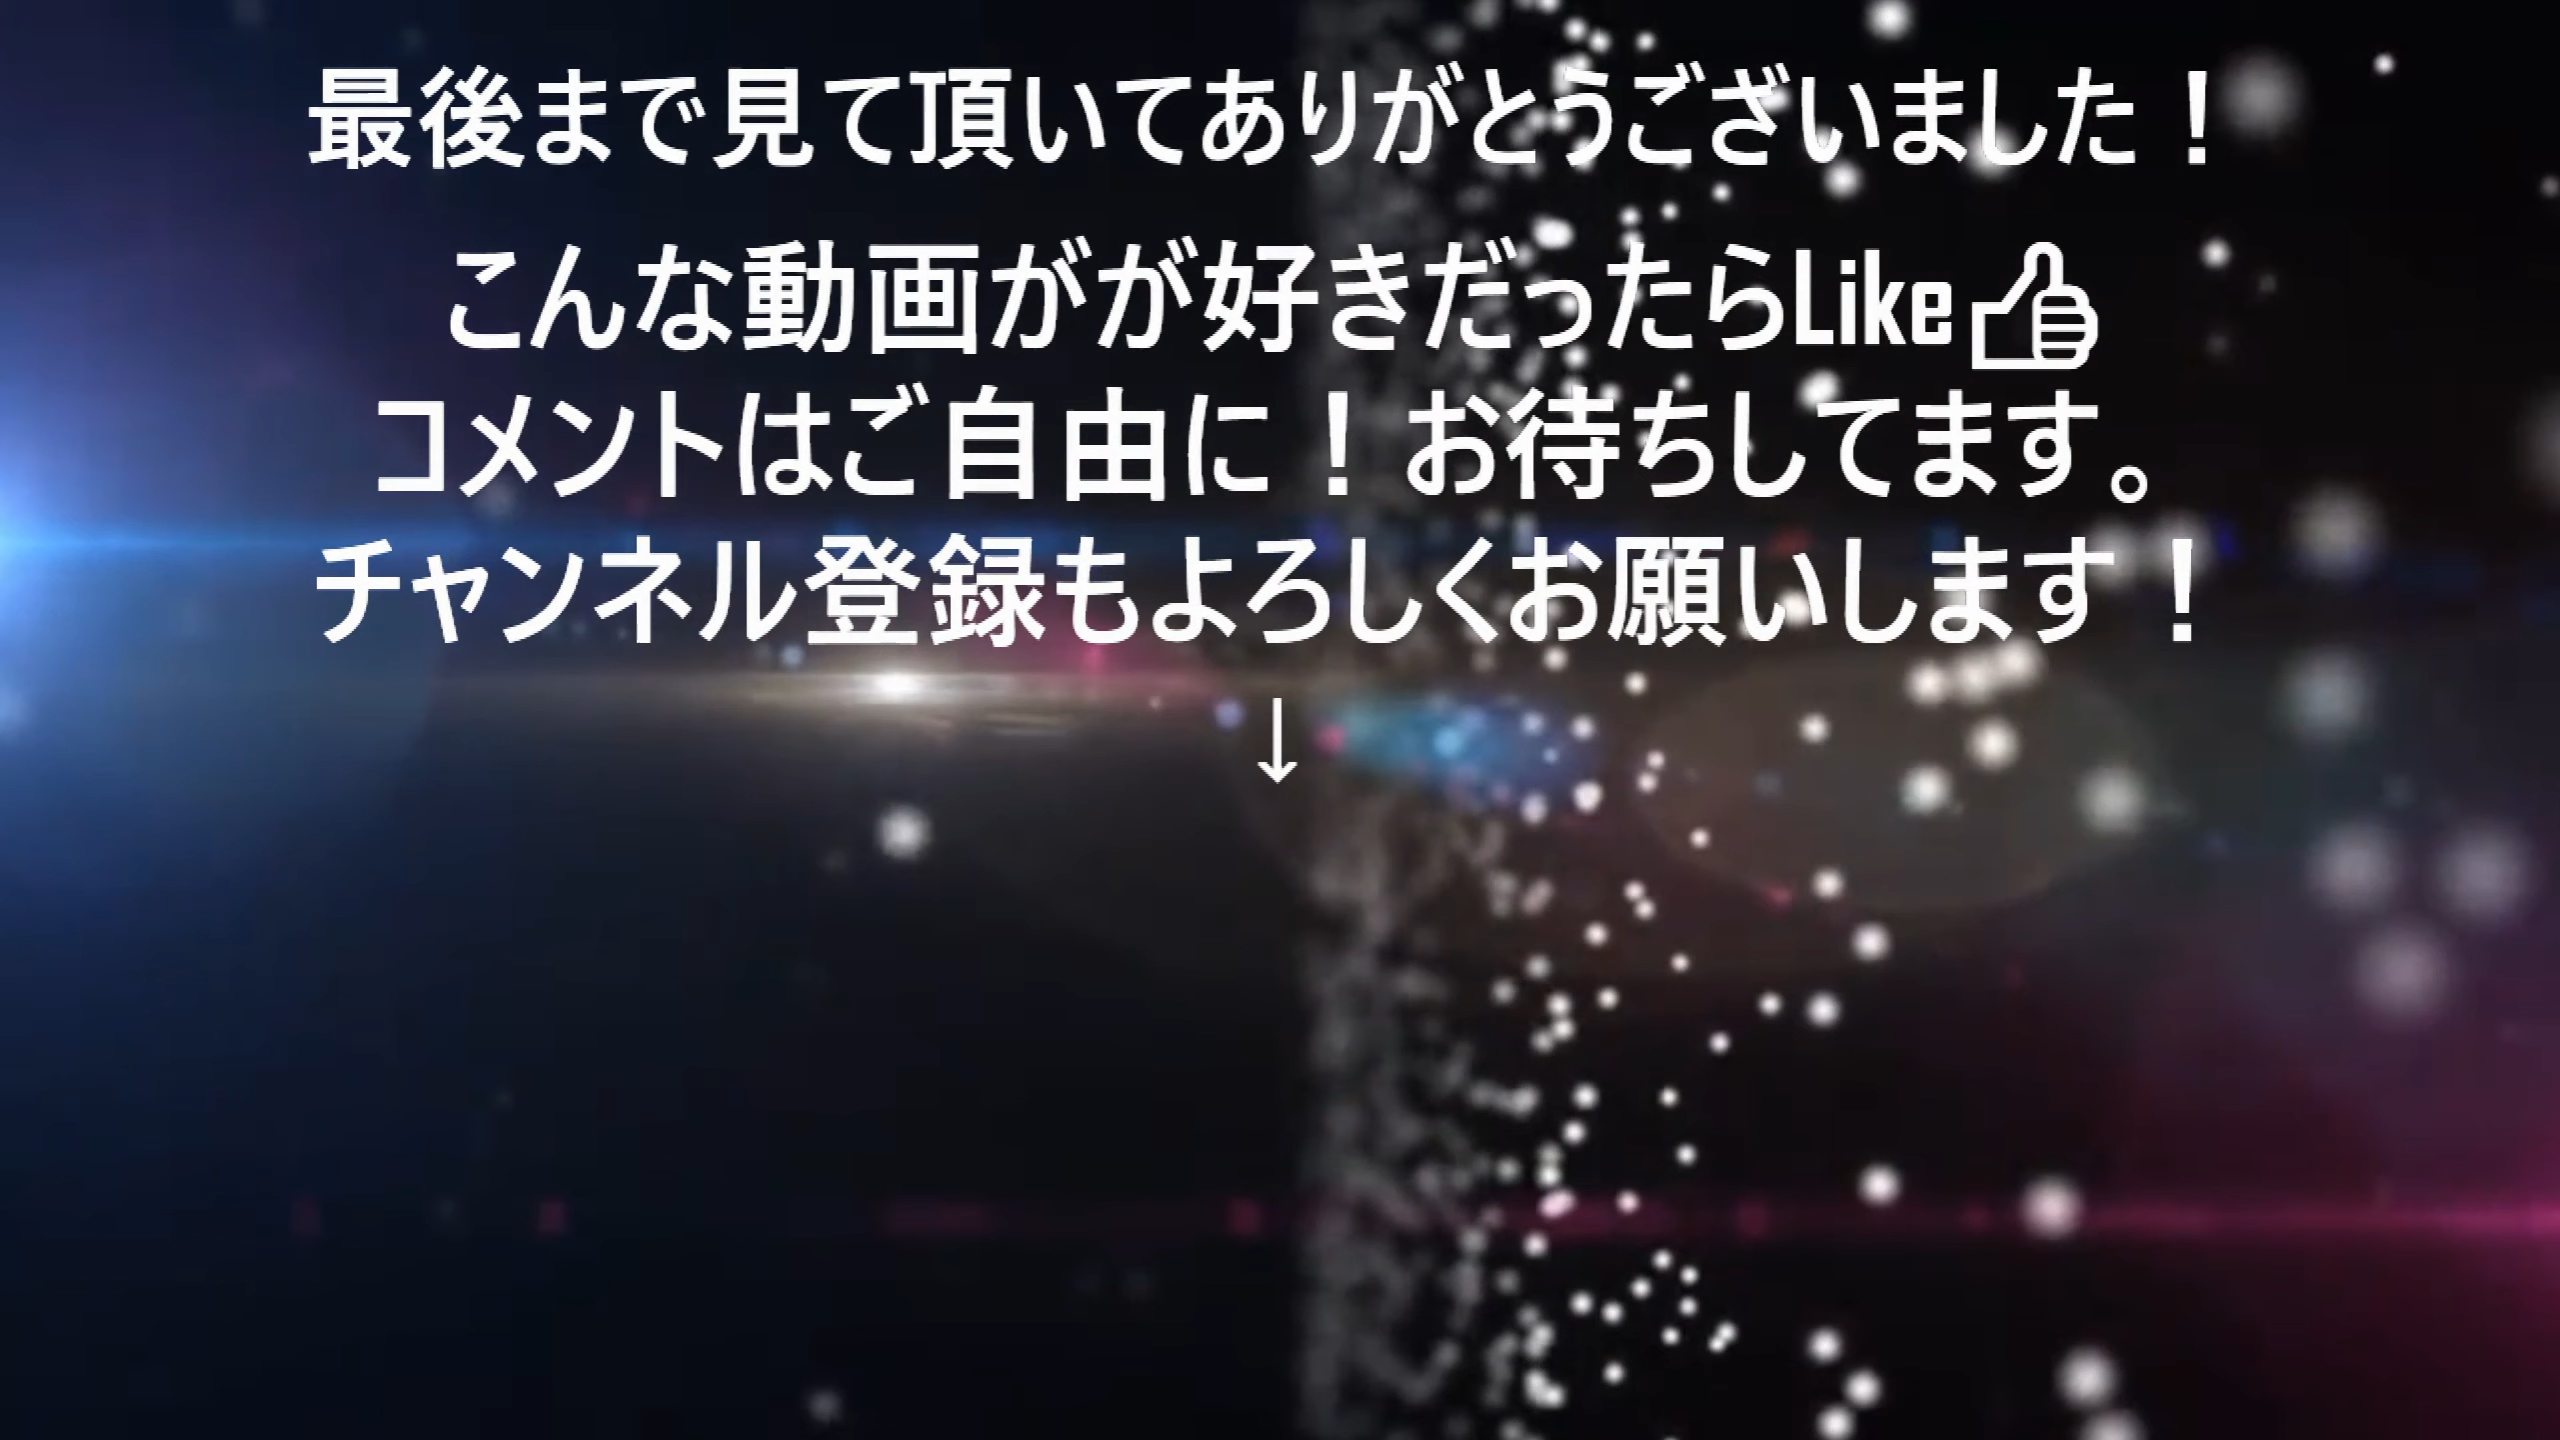 最後まで見て頂いてありがとうございました！
こんな動画がが好きだったらLike👍
コメントはご自由に！お待ちしてます。
チャンネル登録もよろしくお願いします！
↓